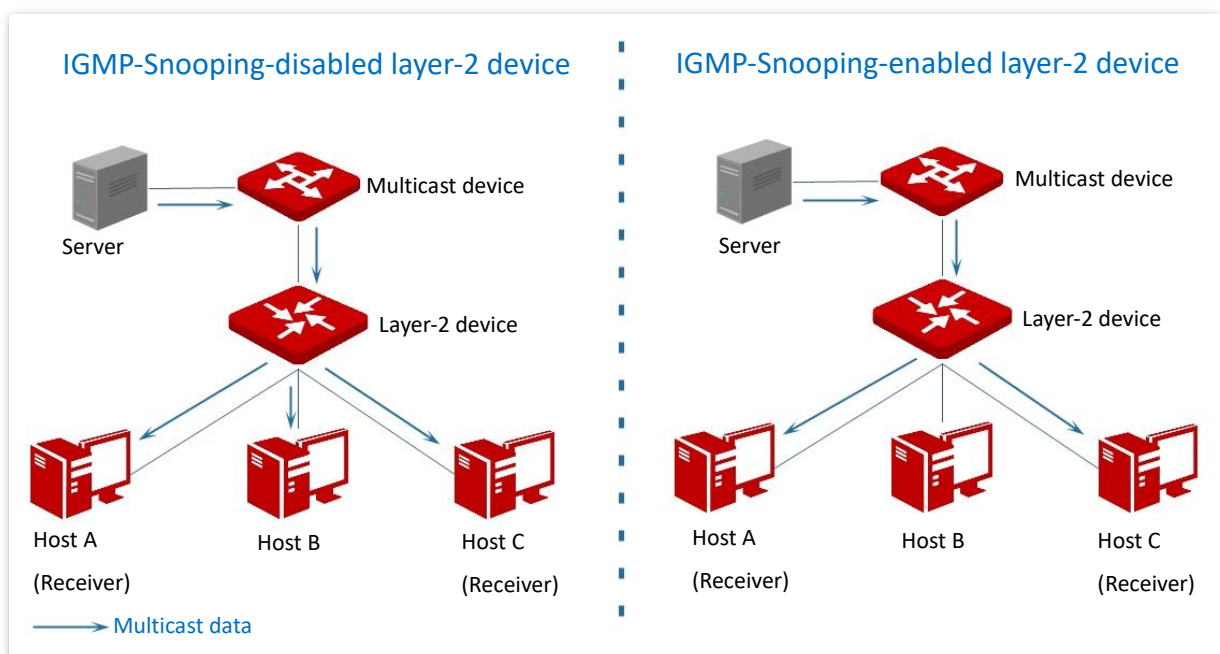 IGMP-Snooping-disabled layer-2 device
Multicast device
Server
Layer-2 device
Host A
(Receiver)
Host B
Host C
(Receiver)
Multicast data
IGMP-Snooping-enabled layer-2 device
Multicast device
Server
Layer-2 device
Host A
(Receiver)
Host B
Host C
(Receiver)